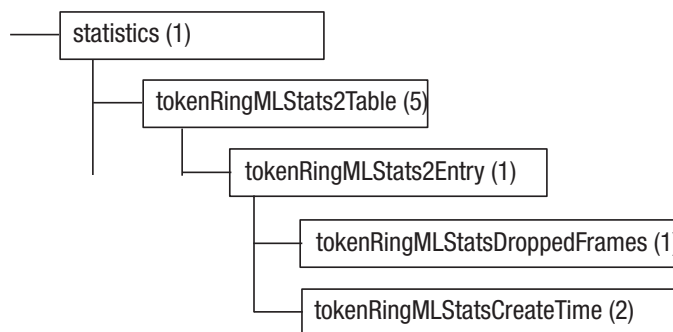 statistics (1)
tokenRingMLStats2Table (5)
tokenRingMLStats2Entry (1)
tokenRingMLStatsDroppedFrames (1)
tokenRingMLStatsCreateTime (2)